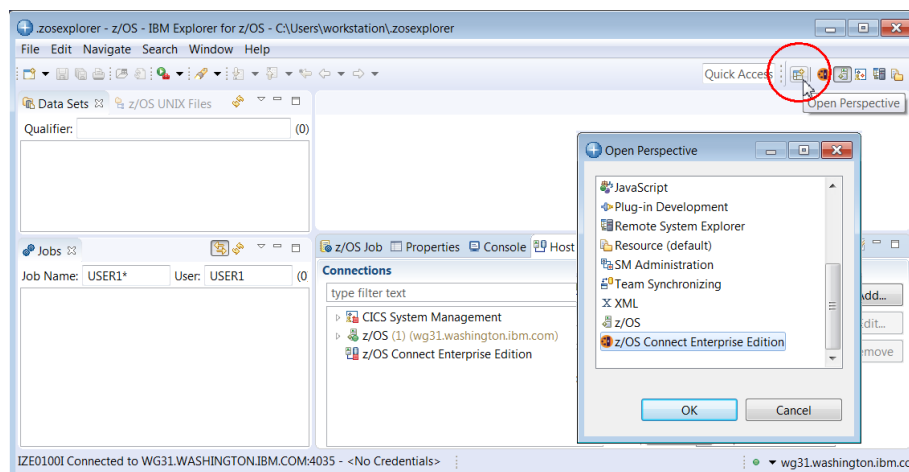 .zosexplorer - z/OS - IBM Explorer for z/OS - C:\Users\workstation\.zosexplorer
File Edit Navigate Search Window Help
Quick Access
Open Perspective
Data Sets z/OS UNIX Files
Qualifier: (0)
Open Perspective
JavaScript
Plug-in Development
Remote System Explorer
Resource (default)
SM Administration
Team Synchronizing
XML
z/OS
z/OS Connect Enterprise Edition
OK Cancel
Jobs
Job Name: USER1* User: USER1 (0
z/OS Job Properties Console Host
Connections
type filter text
CICS System Management
z/OS (1) (wg31.washington.ibm.com)
z/OS Connect Enterprise Edition
IZE0100I Connected to WG31.WASHINGTON.IBM.COM:4035 - <No Credentials>
wg31.washington.ibm.co